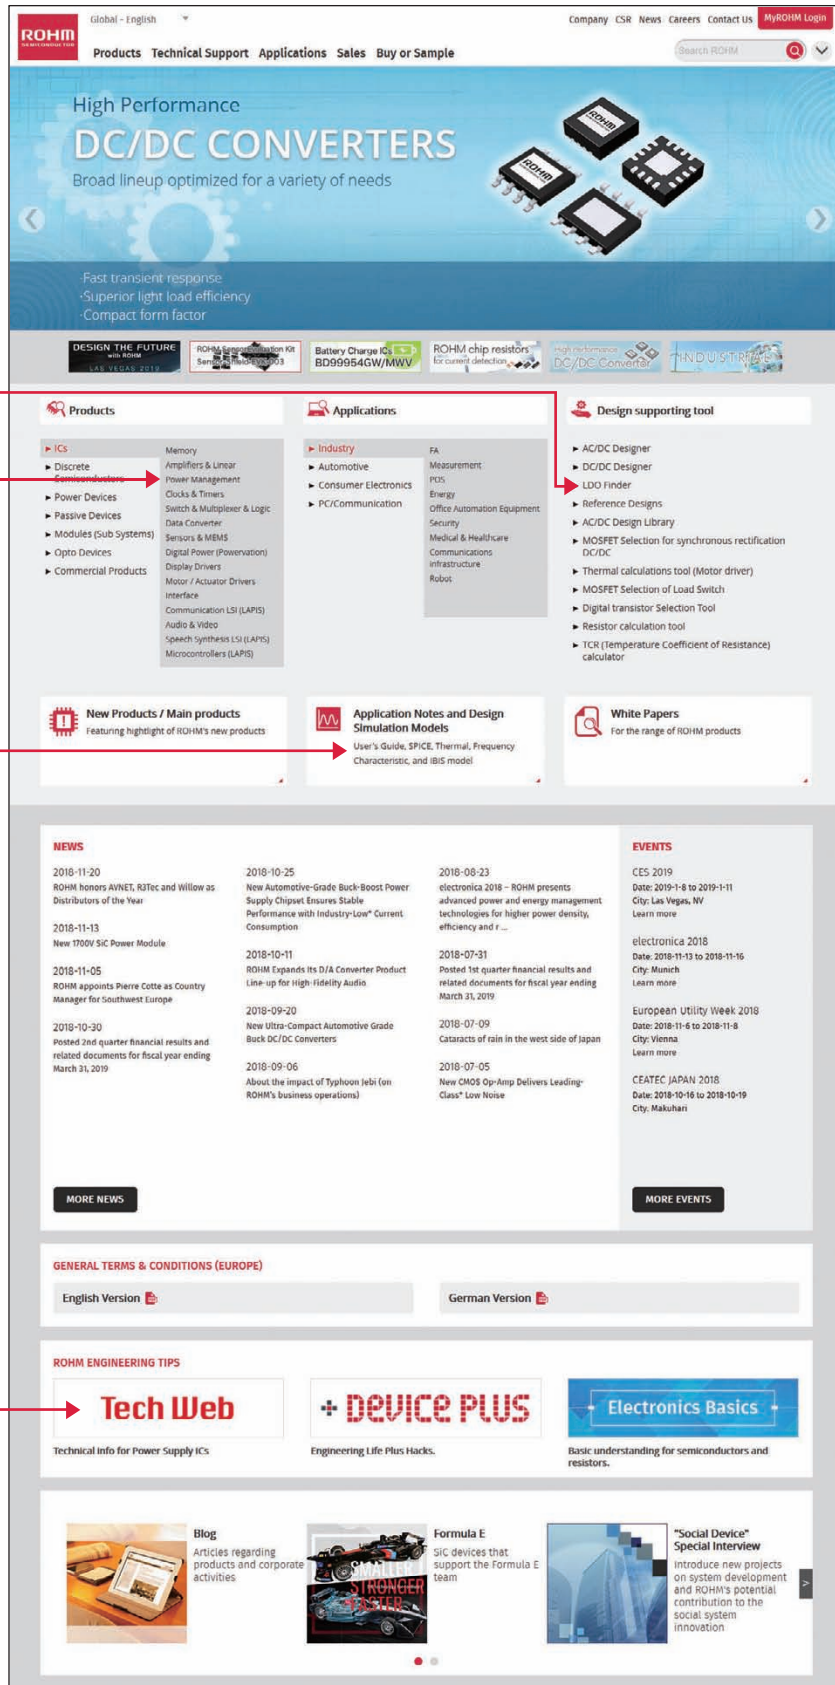 Global - English
Company CSR News Careers Contact Us MyROHM Login
ROHM
SEMICONDUCTOR
Products Technical Support Applications Sales Buy or Sample
Search ROHM
High Performance
DC/DC CONVERTERS
Broad lineup optimized for a variety of needs
ROHM
ROHM
·Fast transient response
·Superior light load efficiency
·Compact form factor
DESIGN THE FUTURE
with ROHM
LAS VEGAS 2019
ROHM Sensor Evaluation Kit
Battery Charge ICs
BD99954GW/MWV
ROHM chip resistors
for current detection
High Performance
DC/DC Converter
INDUSTRIAL
Products
ICs
Discrete
Semiconductors
Power Devices
Passive Devices
Modules (Sub Systems)
Opto Devices
Commercial Products
Memory
Amplifiers & Linear
Power Management
Clocks & Timers
Switch & Multiplexer & Logic
Data Converter
Sensors & MEMS
Digital Power (Powervation)
Display Drivers
Motor / Actuator Drivers
Interface
Communication LSI (LAPIS)
Audio & Video
Speech Synthesis LSI (LAPIS)
Microcontrollers (LAPIS)
Applications
Industry
Automotive
Consumer Electronics
PC/Communication
FA
Measurement
POS
Energy
Office Automation Equipment
Security
Medical & Healthcare
Communications
infrastructure
Robot
Design supporting tool
AC/DC Designer
DC/DC Designer
LDO Finder
Reference Designs
AC/DC Design Library
MOSFET Selection for synchronous rectification
DC/DC
Thermal calculations tool (Motor driver)
MOSFET Selection of Load Switch
Digital transistor Selection Tool
Resistor calculation tool
TCR (Temperature Coefficient of Resistance)
calculator
New Products / Main products
Featuring hightlight of ROHM's new products
Application Notes and Design
Simulation Models
User's Guide, SPICE, Thermal, Frequency
Characteristic, and IBIS model
White Papers
For the range of ROHM products
NEWS
2018-11-20
ROHM honors AVNET, R3Tec and Willow as
Distributors of the Year
2018-11-13
New 1700V SiC Power Module
2018-11-05
ROHM appoints Pierre Cotte as Country
Manager for Southwest Europe
2018-10-30
Posted 2nd quarter financial results and
related documents for fiscal year ending
March 31, 2019
2018-10-25
New Automotive-Grade Buck-Boost Power
Supply Chipset Ensures Stable
Performance with Industry-Low* Current
Consumption
2018-10-11
ROHM Expands Its D/A Converter Product
Line-up for High-Fidelity Audio
2018-09-20
New Ultra-Compact Automotive Grade
Buck DC/DC Converters
2018-09-06
About the impact of Typhoon Jebi (on
ROHM's business operations)
2018-08-23
electronica 2018 – ROHM presents
advanced power and energy management
technologies for higher power density,
efficiency and r ...
2018-07-31
Posted 1st quarter financial results and
related documents for fiscal year ending
March 31, 2019
2018-07-09
Cataracts of rain in the west side of Japan
2018-07-05
New CMOS Op-Amp Delivers Leading-
Class* Low Noise
MORE NEWS
EVENTS
CES 2019
Date: 2019-1-8 to 2019-1-11
City: Las Vegas, NV
Learn more
electronica 2018
Date: 2018-11-13 to 2018-11-16
City: Munich
Learn more
European Utility Week 2018
Date: 2018-11-6 to 2018-11-8
City: Vienna
Learn more
CEATEC JAPAN 2018
Date: 2018-10-16 to 2018-10-19
City: Makuhari
MORE EVENTS
GENERAL TERMS & CONDITIONS (EUROPE)
English Version
German Version
ROHM ENGINEERING TIPS
Tech Web
Technical info for Power Supply ICs
+ DEVICE PLUS
Engineering Life Plus Hacks.
Electronics Basics
Basic understanding for semiconductors and
resistors.
Blog
Articles regarding
products and corporate
activities
SMALLER
STRONGER
FASTER
Formula E
SiC devices that
support the Formula E
team
"Social Device"
Special Interview
Introduce new projects
on system development
and ROHM's potential
contribution to the
social system
innovation